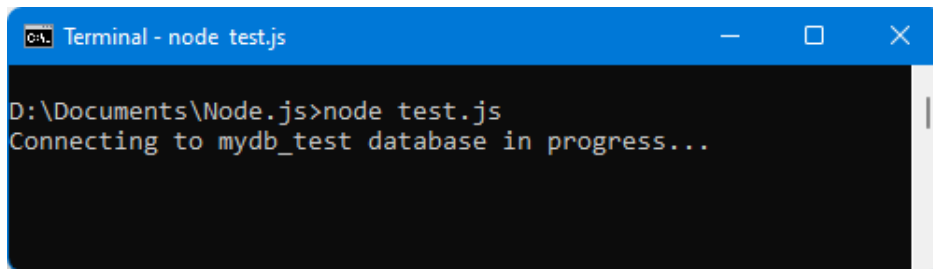 Terminal - node test.js
D:\Documents\Node.js>node test.js
Connecting to mydb_test database in progress...